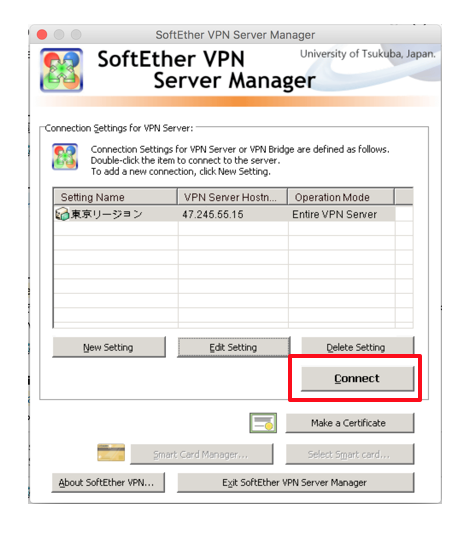 SoftEther VPN Server Manager
SoftEther VPN
Server Manager
University of Tsukuba, Japan.
Connection Settings for VPN Server:
Connection Settings for VPN Server or VPN Bridge are defined as follows.
Double-click the item to connect to the server.
To add a new connection, click New Setting.
Setting Name VPN Server Hostn... Operation Mode
東京リージョン 47.245.55.15 Entire VPN Server
New Setting Edit Setting Delete Setting
Connect
Make a Certificate
Smart Card Manager... Select Smart card...
About SoftEther VPN... Exit SoftEther VPN Server Manager